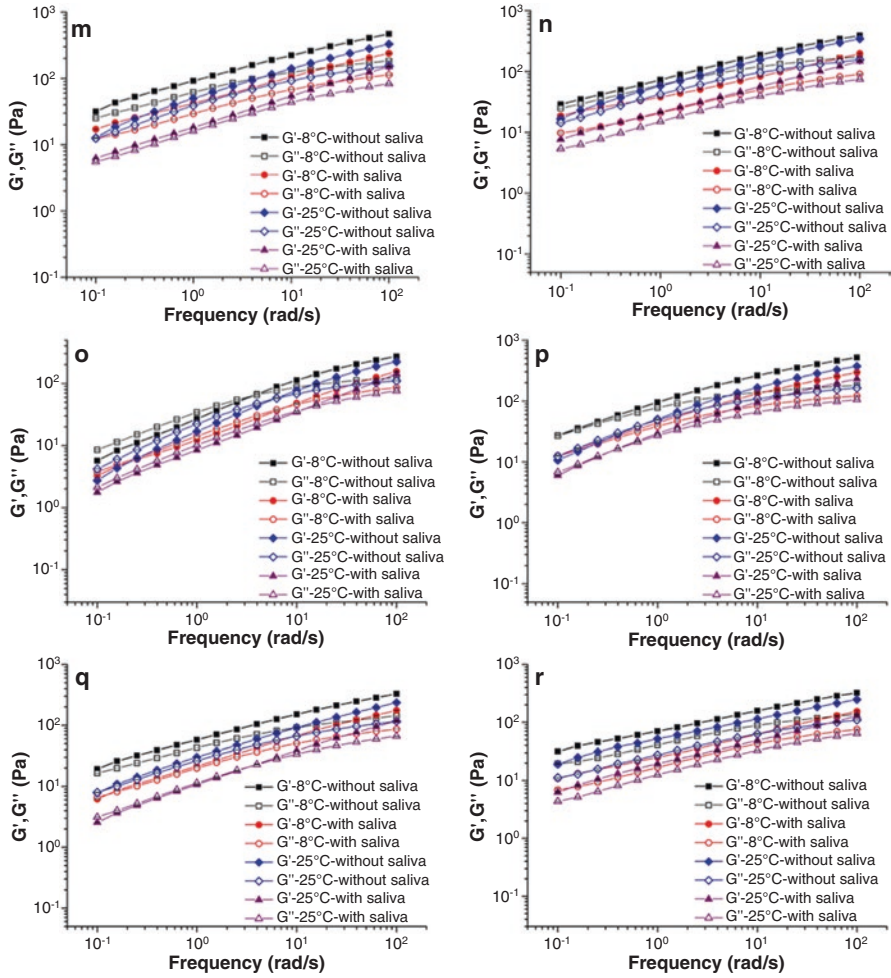 m
10³
10²
10¹
10⁰
10⁻¹
G',G'' (Pa)
G'-8°C-without saliva
G''-8°C-without saliva
G'-8°C-with saliva
G''-8°C-with saliva
G'-25°C-without saliva
G''-25°C-without saliva
G'-25°C-with saliva
G''-25°C-with saliva
10⁻¹ 10⁰ 10¹ 10²
Frequency (rad/s)
n
10³
10²
10¹
10⁰
10⁻¹
G',G'' (Pa)
G'-8°C-without saliva
G''-8°C-without saliva
G'-8°C-with saliva
G''-8°C-with saliva
G'-25°C-without saliva
G''-25°C-without saliva
G'-25°C-with saliva
G''-25°C-with saliva
10⁻¹ 10⁰ 10¹ 10²
Frequency (rad/s)
o
10²
10¹
10⁰
10⁻¹
G',G'' (Pa)
G'-8°C-without saliva
G''-8°C-without saliva
G'-8°C-with saliva
G''-8°C-with saliva
G'-25°C-without saliva
G''-25°C-without saliva
G'-25°C-with saliva
G''-25°C-with saliva
10⁻¹ 10⁰ 10¹ 10²
Frequency (rad/s)
p
10³
10²
10¹
10⁰
10⁻¹
G',G'' (Pa)
G'-8°C-without saliva
G''-8°C-without saliva
G'-8°C-with saliva
G''-8°C-with saliva
G'-25°C-without saliva
G''-25°C-without saliva
G'-25°C-with saliva
G''-25°C-with saliva
10⁻¹ 10⁰ 10¹ 10²
Frequency (rad/s)
q
10³
10²
10¹
10⁰
10⁻¹
G',G'' (Pa)
G'-8°C-without saliva
G''-8°C-without saliva
G'-8°C-with saliva
G''-8°C-with saliva
G'-25°C-without saliva
G''-25°C-without saliva
G'-25°C-with saliva
G''-25°C-with saliva
10⁻¹ 10⁰ 10¹ 10²
Frequency (rad/s)
r
10³
10²
10¹
10⁰
10⁻¹
G',G'' (Pa)
G'-8°C-without saliva
G''-8°C-without saliva
G'-8°C-with saliva
G''-8°C-with saliva
G'-25°C-without saliva
G''-25°C-without saliva
G'-25°C-with saliva
G''-25°C-with saliva
10⁻¹ 10⁰ 10¹ 10²
Frequency (rad/s)